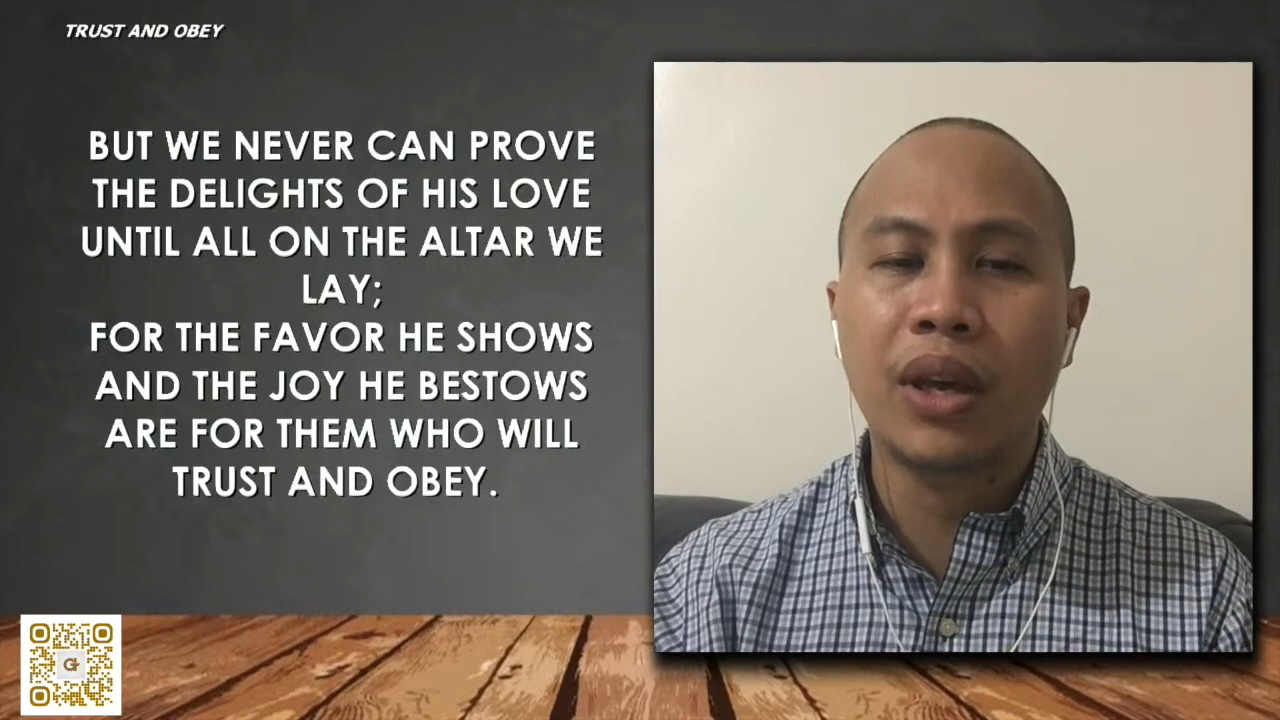 TRUST AND OBEY
BUT WE NEVER CAN PROVE
THE DELIGHTS OF HIS LOVE
UNTIL ALL ON THE ALTAR WE
LAY;
FOR THE FAVOR HE SHOWS
AND THE JOY HE BESTOWS
ARE FOR THEM WHO WILL
TRUST AND OBEY.